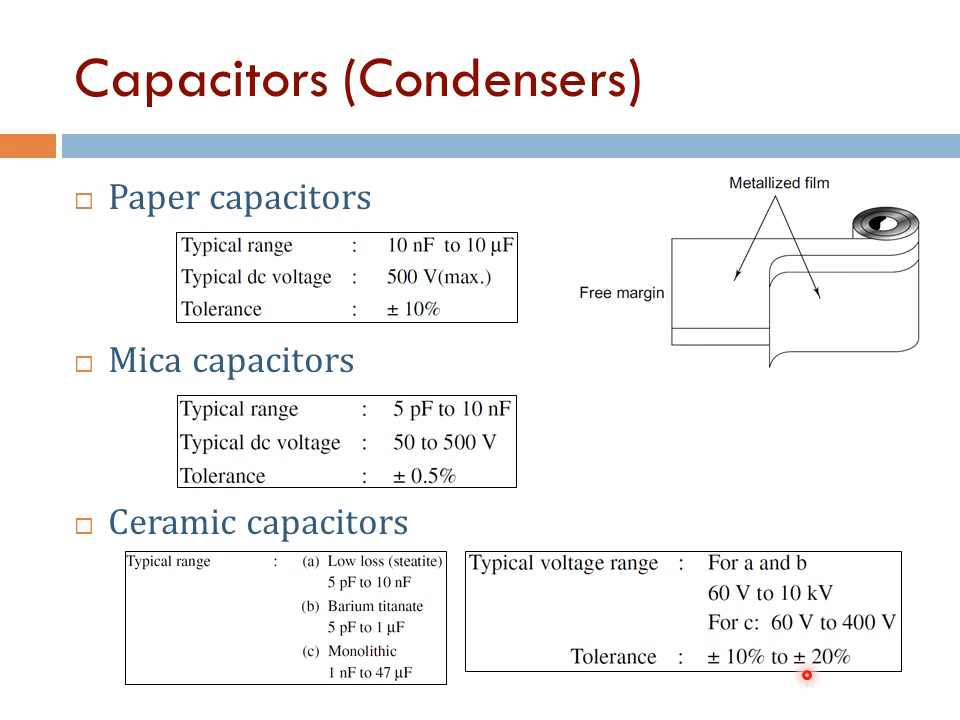 Capacitors (Condensers)
Paper capacitors
Typical range : 10 nF to 10 µF
Typical dc voltage : 500 V(max.)
Tolerance : ± 10%
Metallized film
Free margin
Mica capacitors
Typical range : 5 pF to 10 nF
Typical dc voltage : 50 to 500 V
Tolerance : ± 0.5%
Ceramic capacitors
Typical range : (a) Low loss (steatite)
5 pF to 10 nF
(b) Barium titanate
5 pF to 1 µF
(c) Monolithic
1 nF to 47 µF
Typical voltage range : For a and b
60 V to 10 kV
For c: 60 V to 400 V
Tolerance : ± 10% to ± 20%